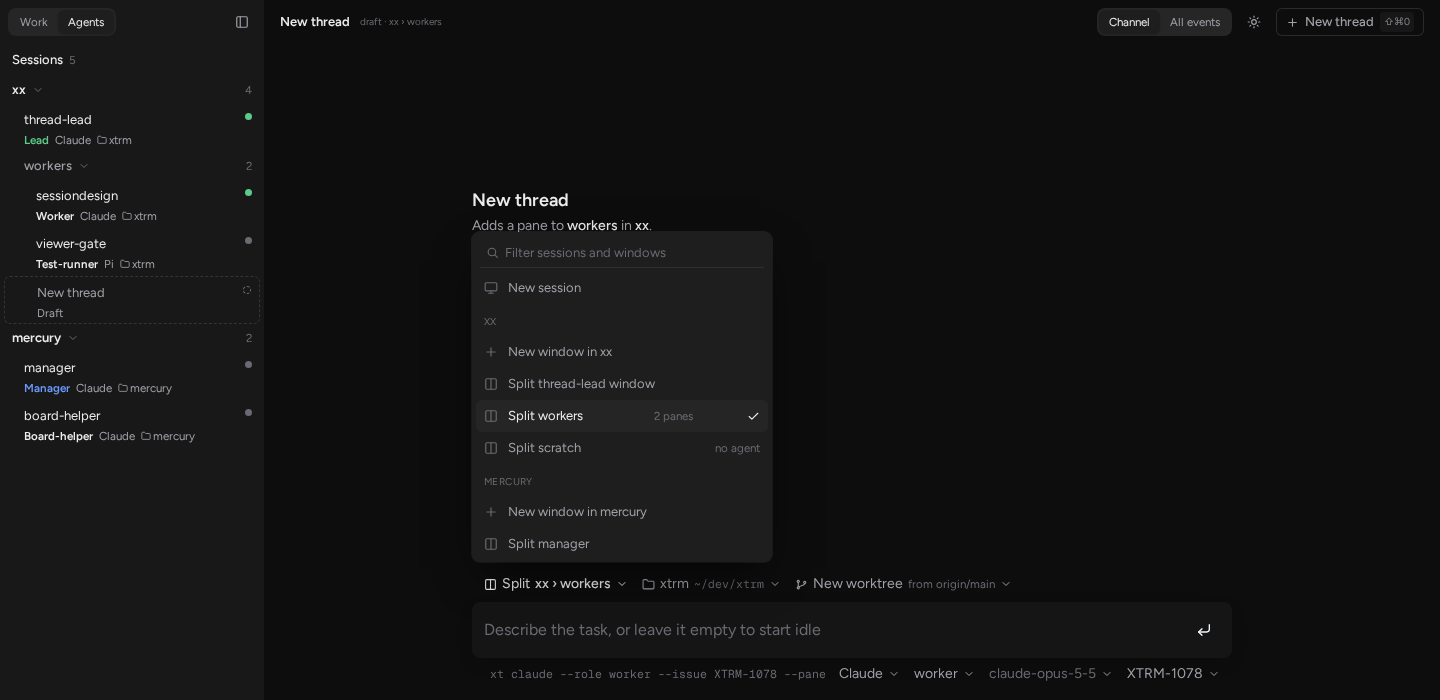 Work Agents
Sessions 5
xx 4
thread-lead
Lead Claude xtrm
workers 2
sessiondesign
Worker Claude xtrm
viewer-gate
Test-runner Pi xtrm
New thread
Draft
mercury 2
manager
Manager Claude mercury
board-helper
Board-helper Claude mercury
New thread draft · xx › workers
Channel All events
+ New thread ⇧⌘O
New thread
Adds a pane to workers in xx.
Filter sessions and windows
New session
XX
New window in xx
Split thread-lead window
Split workers 2 panes
Split scratch no agent
MERCURY
New window in mercury
Split manager
Split xx › workers xtrm ~/dev/xtrm New worktree from origin/main
Describe the task, or leave it empty to start idle
xt claude --role worker --issue XTRM-1078 --pane Claude worker claude-opus-5-5 XTRM-1078